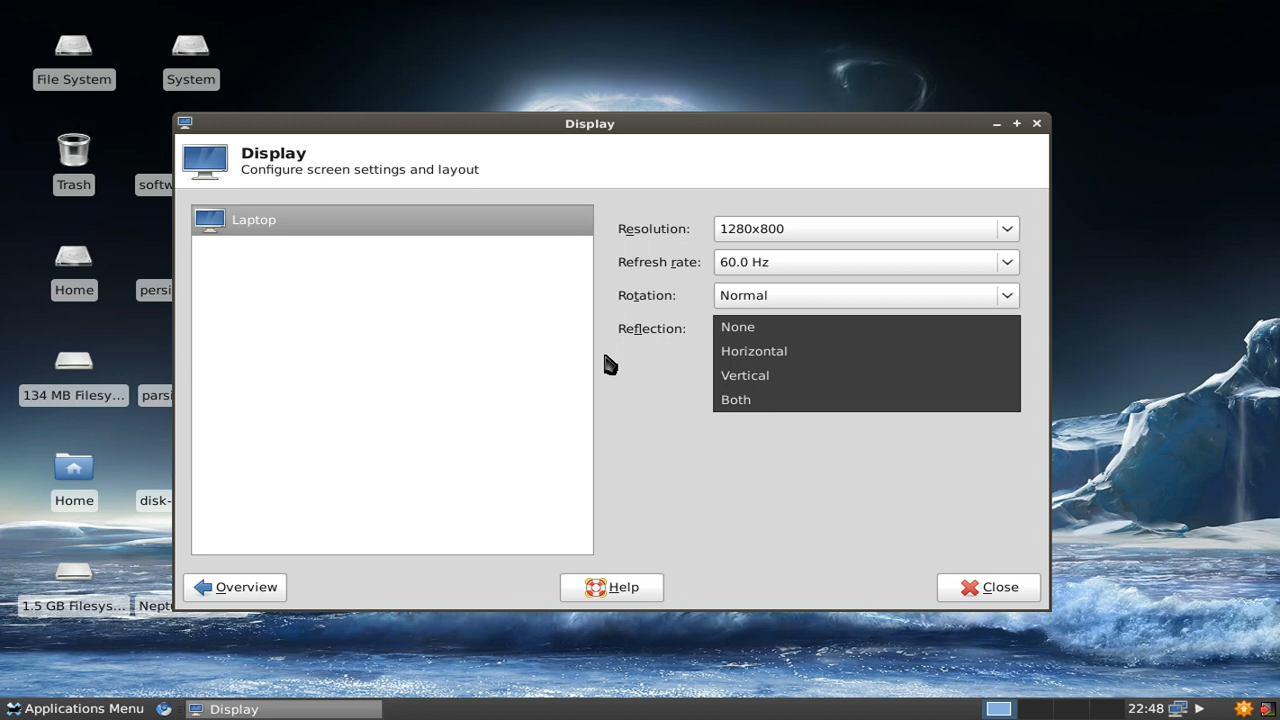 File System
System
Display
Display
Configure screen settings and layout
Trash
softw
Laptop
Resolution:
1280x800
Refresh rate:
60.0 Hz
Home
persi
Rotation:
Normal
Reflection:
None
Horizontal
Vertical
Both
134 MB Filesy...
parsi
Home
disk-
1.5 GB Filesys...
Nept
Overview
Help
Close
Applications Menu
Display
22:48